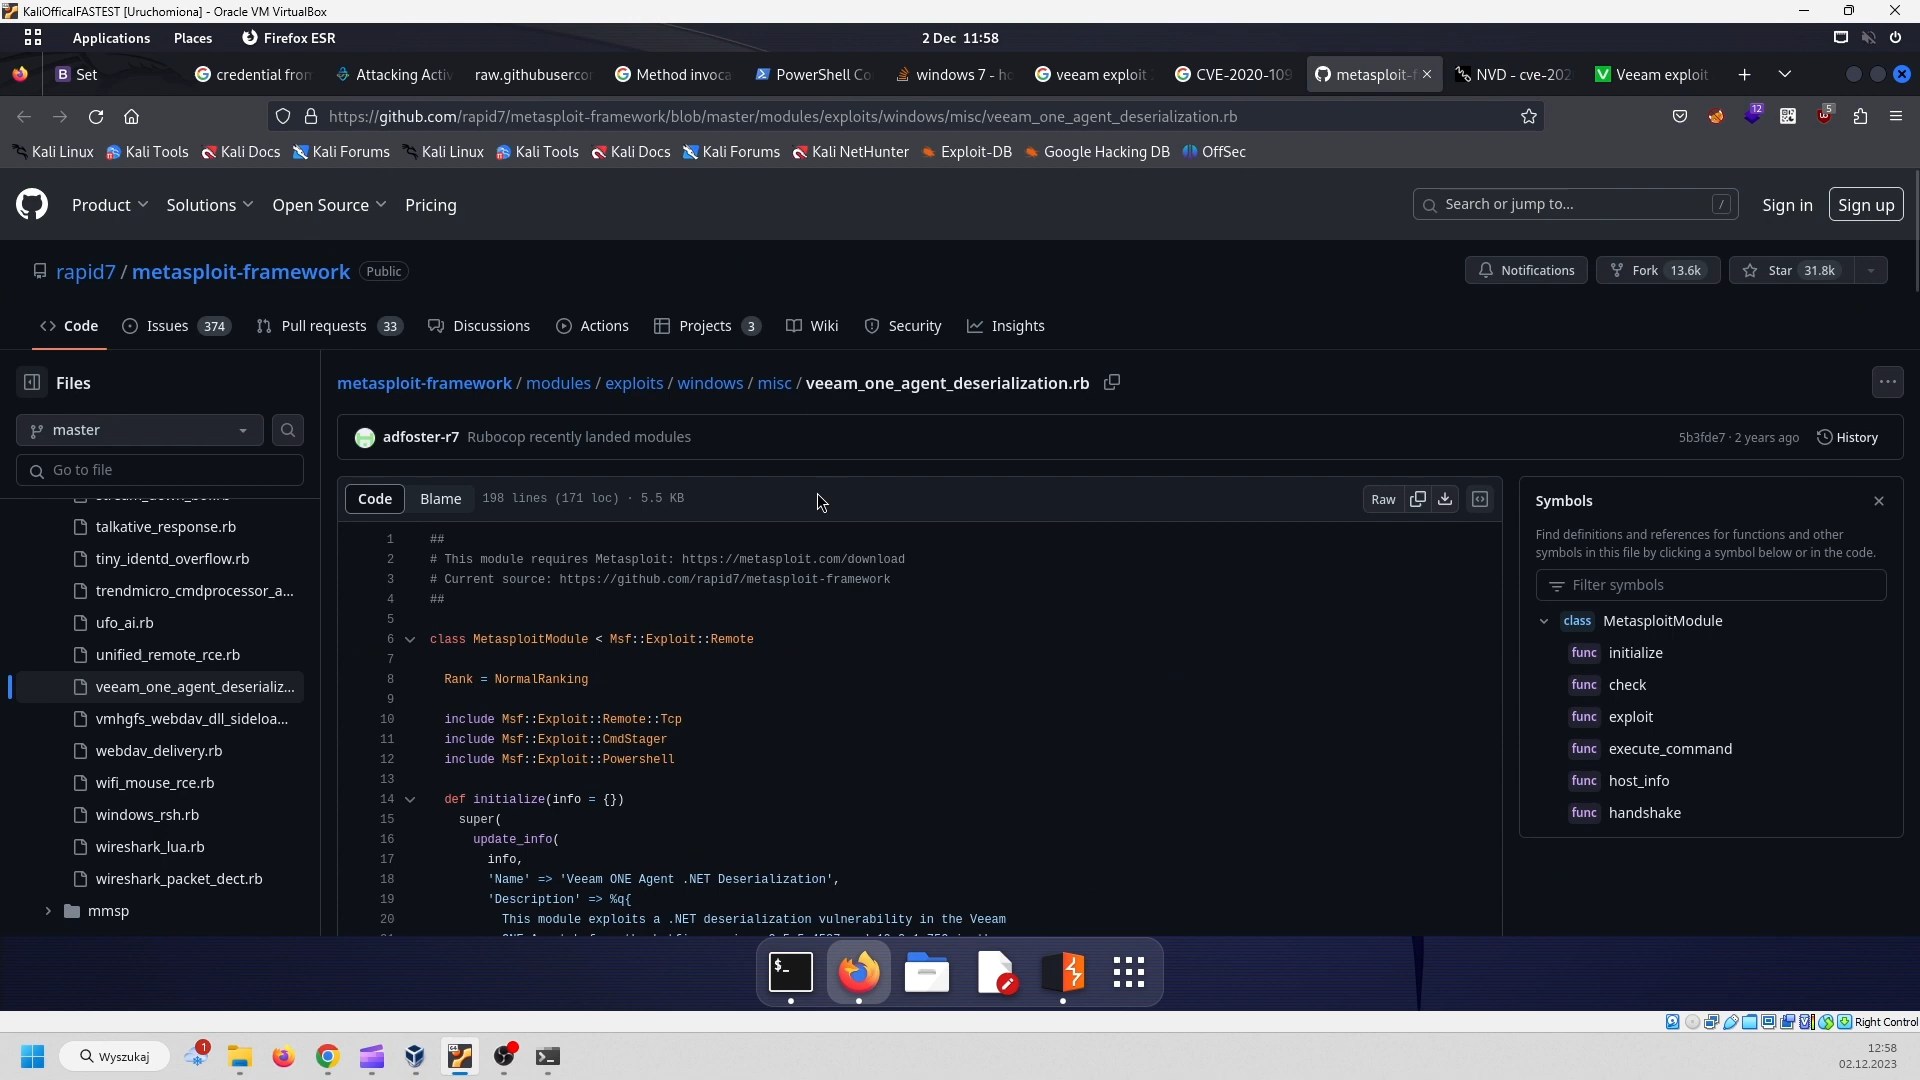 KaliOfficalFASTEST [Uruchomiona] - Oracle VM VirtualBox
Applications Places Firefox ESR 2 Dec 11:58
Set credential from Attacking Activ raw.githubusercor Method invoca PowerShell Co windows 7 - ho veeam exploit CVE-2020-109 metasploit-f NVD - cve-202 Veeam exploit
https://github.com/rapid7/metasploit-framework/blob/master/modules/exploits/windows/misc/veeam_one_agent_deserialization.rb 12 5
Kali Linux Kali Tools Kali Docs Kali Forums Kali Linux Kali Tools Kali Docs Kali Forums Kali NetHunter Exploit-DB Google Hacking DB OffSec
Product Solutions Open Source Pricing Search or jump to... / Sign in Sign up
rapid7 / metasploit-framework Public Notifications Fork 13.6k Star 31.8k
Code Issues 374 Pull requests 33 Discussions Actions Projects 3 Wiki Security Insights
Files
master
Go to file
talkative_response.rb
tiny_identd_overflow.rb
trendmicro_cmdprocessor_a...
ufo_ai.rb
unified_remote_rce.rb
veeam_one_agent_deserializ...
vmhgfs_webdav_dll_sideloa...
webdav_delivery.rb
wifi_mouse_rce.rb
windows_rsh.rb
wireshark_lua.rb
wireshark_packet_dect.rb
mmsp
metasploit-framework / modules / exploits / windows / misc / veeam_one_agent_deserialization.rb
adfoster-r7 Rubocop recently landed modules 5b3fde7 · 2 years ago History
Code Blame 198 lines (171 loc) · 5.5 KB Raw
1 ##
2 # This module requires Metasploit: https://metasploit.com/download
3 # Current source: https://github.com/rapid7/metasploit-framework
4 ##
5
6 class MetasploitModule < Msf::Exploit::Remote
7
8 Rank = NormalRanking
9
10 include Msf::Exploit::Remote::Tcp
11 include Msf::Exploit::CmdStager
12 include Msf::Exploit::Powershell
13
14 def initialize(info = {})
15 super(
16 update_info(
17 info,
18 'Name' => 'Veeam ONE Agent .NET Deserialization',
19 'Description' => %q{
20 This module exploits a .NET deserialization vulnerability in the Veeam
Symbols
Find definitions and references for functions and other
symbols in this file by clicking a symbol below or in the code.
Filter symbols
class MetasploitModule
func initialize
func check
func exploit
func execute_command
func host_info
func handshake
Right Control
Wyszukaj 1
12:58
02.12.2023